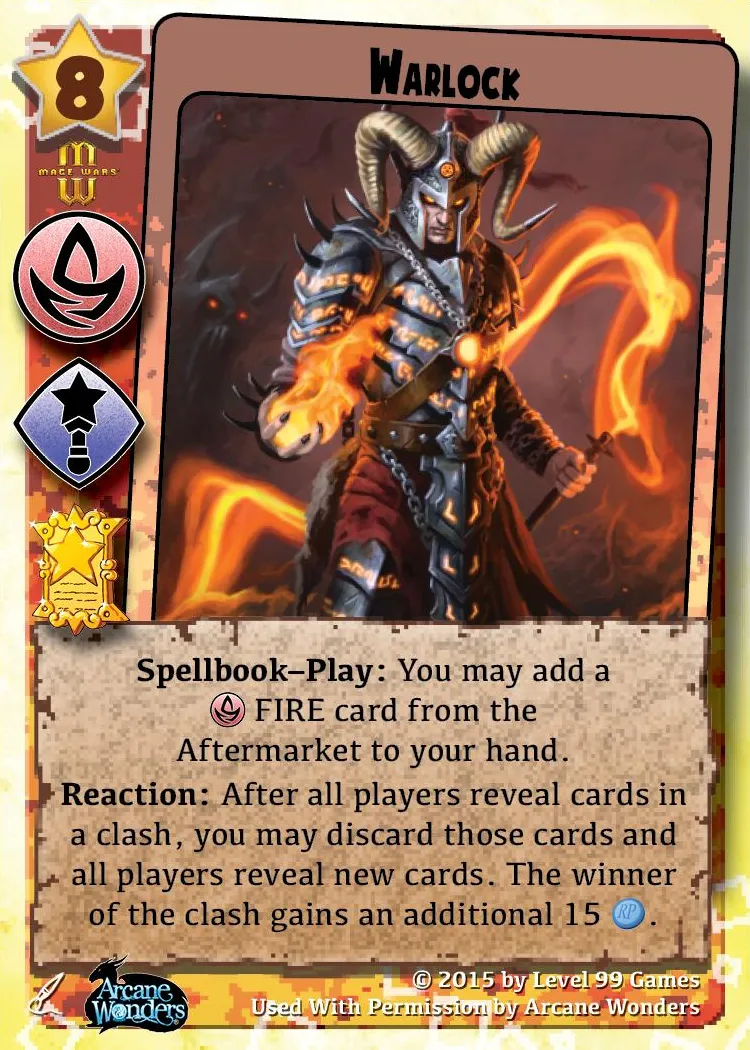 8
WARLOCK
M
MAGE WARS
W
Spellbook–Play: You may add a
FIRE card from the
Aftermarket to your hand.
Reaction: After all players reveal cards in
a clash, you may discard those cards and
all players reveal new cards. The winner
of the clash gains an additional 15 RP.
Arcane
Wonders®
© 2015 by Level 99 Games
Used With Permission by Arcane Wonders